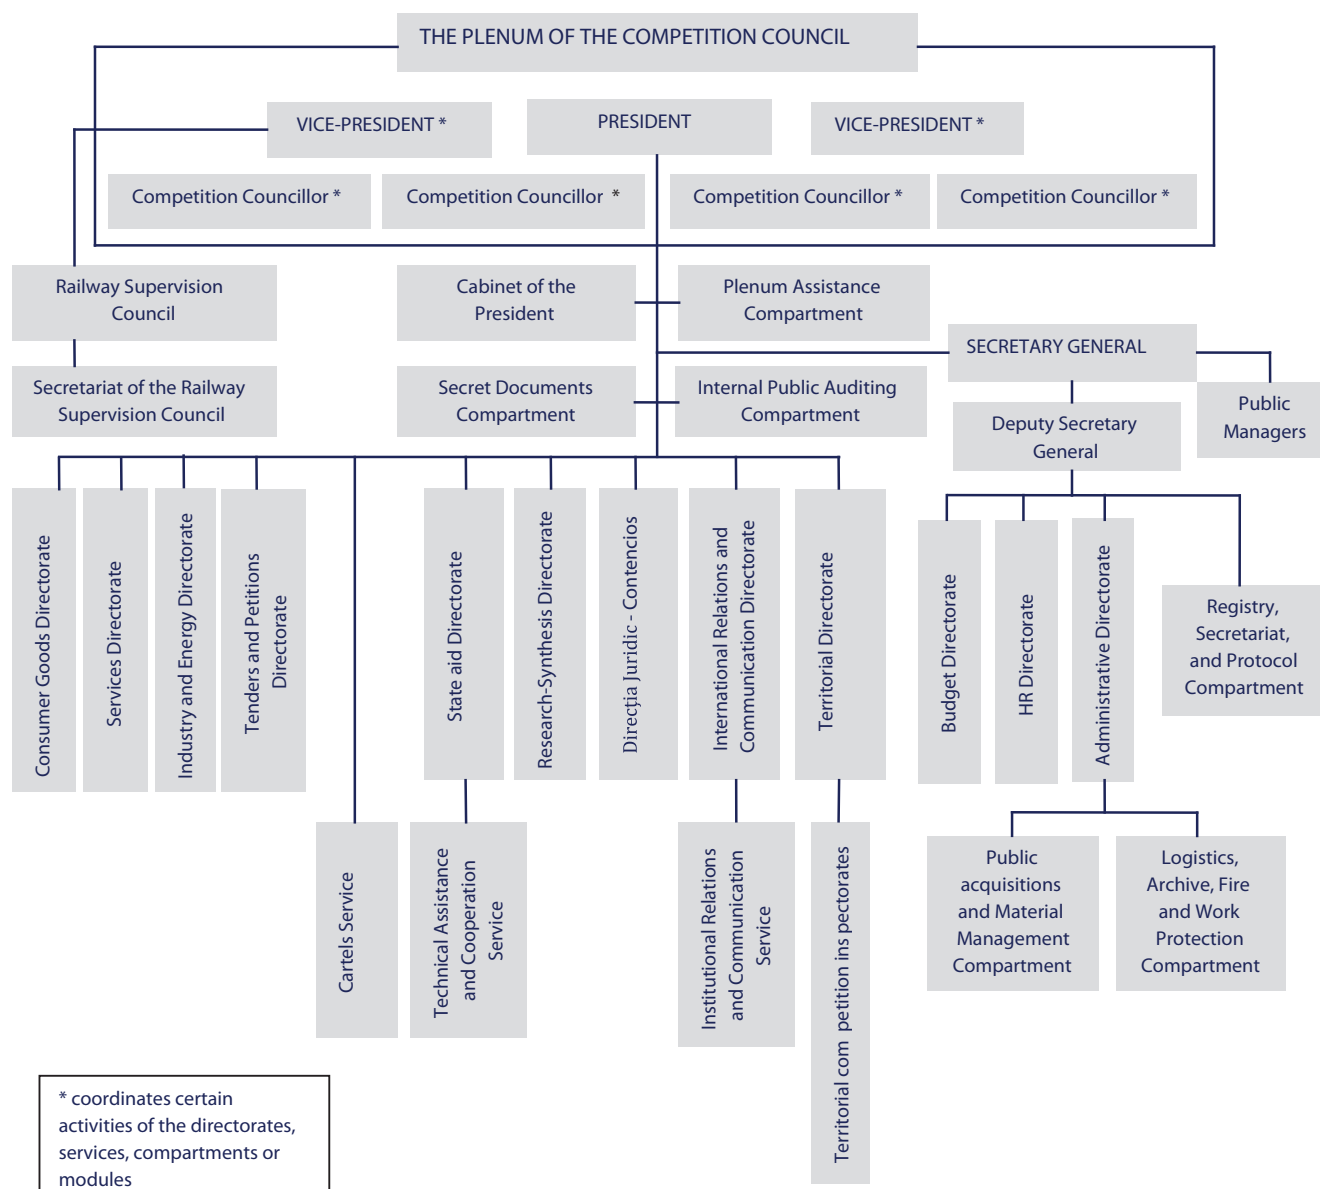 THE PLENUM OF THE COMPETITION COUNCIL
VICE-PRESIDENT *
PRESIDENT
VICE-PRESIDENT *
Competition Councillor *
Competition Councillor *
Competition Councillor *
Competition Councillor *
Railway Supervision
Council
Cabinet of the
President
Plenum Assistance
Compartment
SECRETARY GENERAL
Secretariat of the Railway
Supervision Council
Secret Documents
Compartment
Internal Public Auditing
Compartment
Public
Managers
Deputy Secretary
General
Consumer Goods Directorate
Services Directorate
Industry and Energy Directorate
Tenders and Petitions
Directorate
State aid Directorate
Research-Synthesis Directorate
Direcția Juridic - Contencios
International Relations and
Communication Directorate
Territorial Directorate
Budget Directorate
HR Directorate
Administrative Directorate
Registry,
Secretariat,
and Protocol
Compartment
Cartels Service
Technical Assistance
and Cooperation
Service
Institutional Relations
and Communication
Service
Territorial com petition ins pectorates
Public
acquisitions
and Material
Management
Compartment
Logistics,
Archive, Fire
and Work
Protection
Compartment
* coordinates certain
activities of the directorates,
services, compartments or
modules